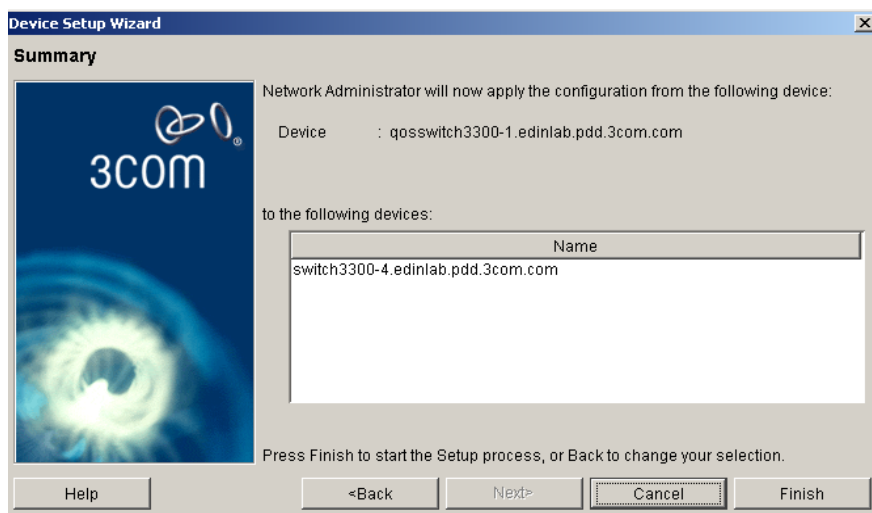 Device Setup Wizard
Summary
3COM
Network Administrator will now apply the configuration from the following device:
Device : qosswitch3300-1.edinlab.pdd.3com.com
to the following devices:
Name
switch3300-4.edinlab.pdd.3com.com
Press Finish to start the Setup process, or Back to change your selection.
Help <Back Next> Cancel Finish